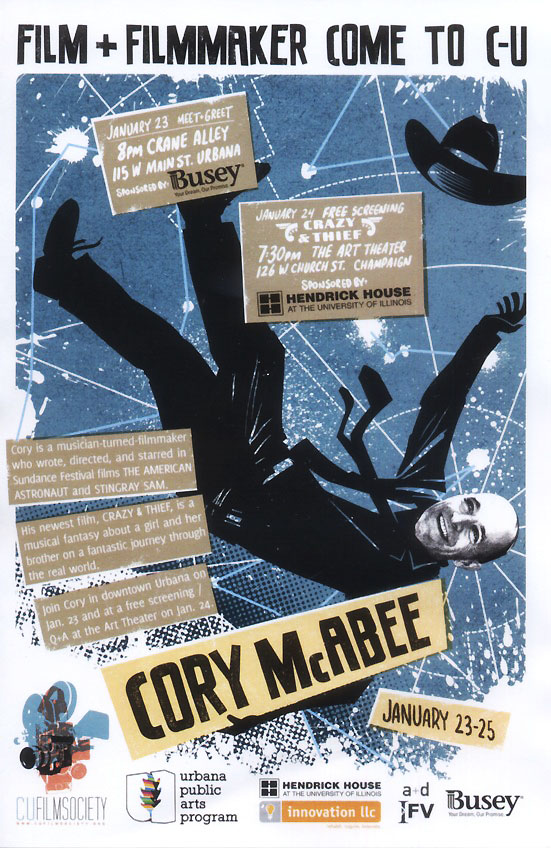 FILM + FILMMAKER COME TO C-U
JANUARY 23 MEET+GREET
8PM CRANE ALLEY
115 W MAIN ST. URBANA
SPONSORED BY: Busey
Your Dream. Our Promise.
JANUARY 24 FREE SCREENING
CRAZY
& THIEF
7:30PM THE ART THEATER
126 W CHURCH ST. CHAMPAIGN
SPONSORED BY:
HENDRICK HOUSE
AT THE UNIVERSITY OF ILLINOIS
Cory is a musician-turned-filmmaker
who wrote, directed, and starred in
Sundance Festival films THE AMERICAN
ASTRONAUT and STINGRAY SAM.
His newest film, CRAZY & THIEF, is a
musical fantasy about a girl and her
brother on a fantastic journey through
the real world.
Join Cory in downtown Urbana on
Jan. 23 and at a free screening /
Q+A at the Art Theater on Jan. 24.
CORY McABEE
JANUARY 23-25
CUFILMSOCIETY
WWW.CUFILMSOCIETY.ORG
urbana
public
arts
program
HENDRICK HOUSE
AT THE UNIVERSITY OF ILLINOIS
innovation llc
a+d
IFV
Busey
Your Dream. Our Promise.